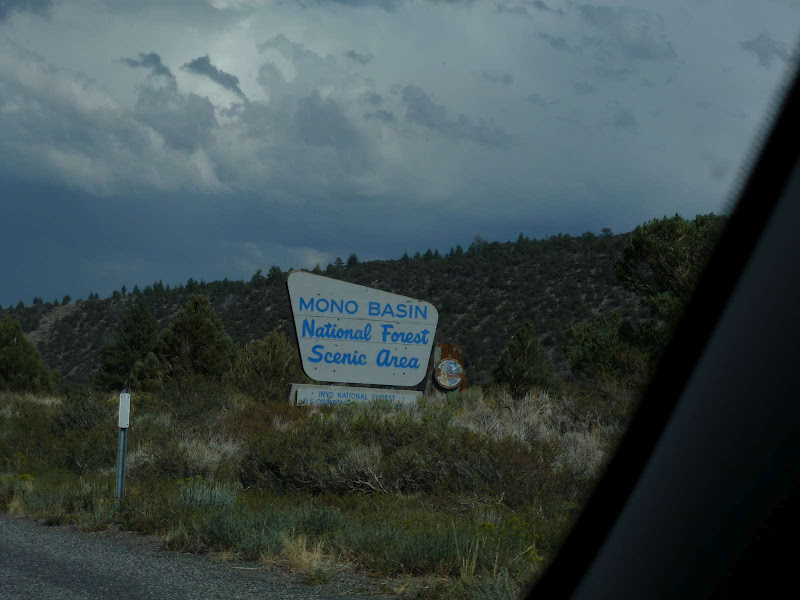 MONO BASIN
National Forest
Scenic Area
INYO NATIONAL FOREST
U.S.